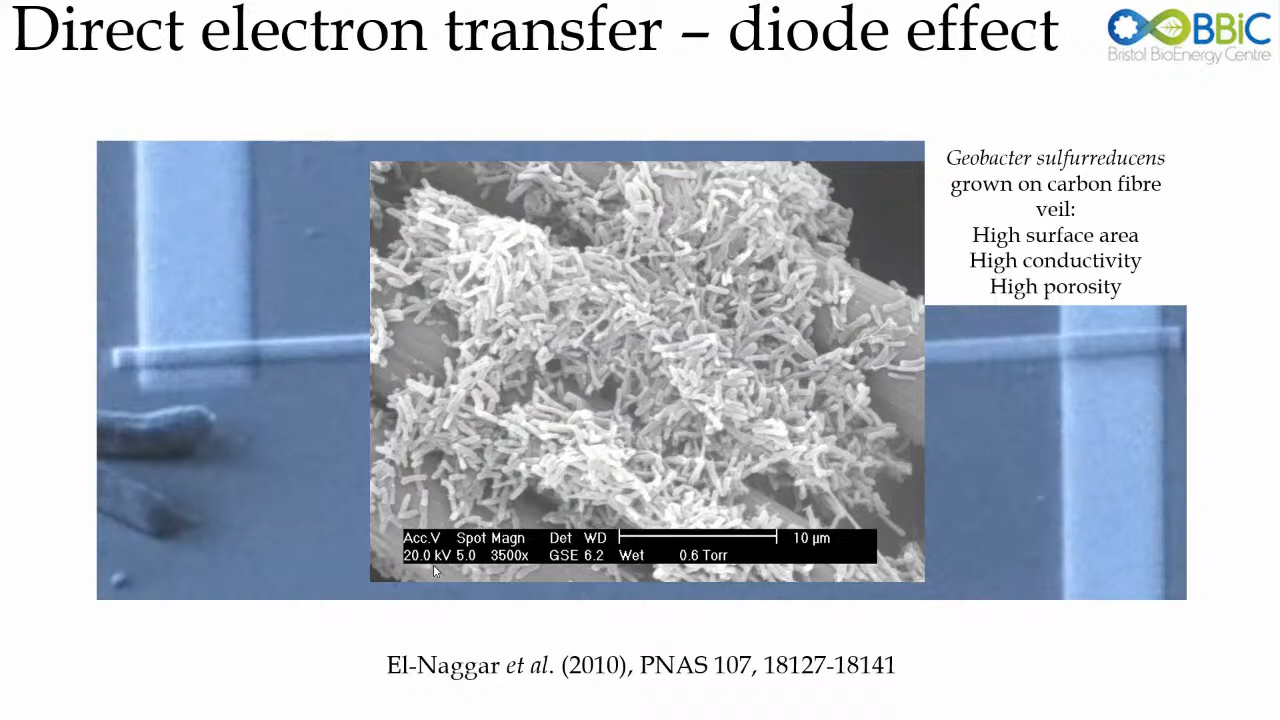 Direct electron transfer – diode effect
BBiC
Bristol BioEnergy Centre
Geobacter sulfurreducens
grown on carbon fibre
veil:
High surface area
High conductivity
High porosity
Acc.V Spot Magn Det WD 10 µm
20.0 kV 5.0 3500x GSE 6.2 Wet 0.6 Torr
El-Naggar et al. (2010), PNAS 107, 18127-18141